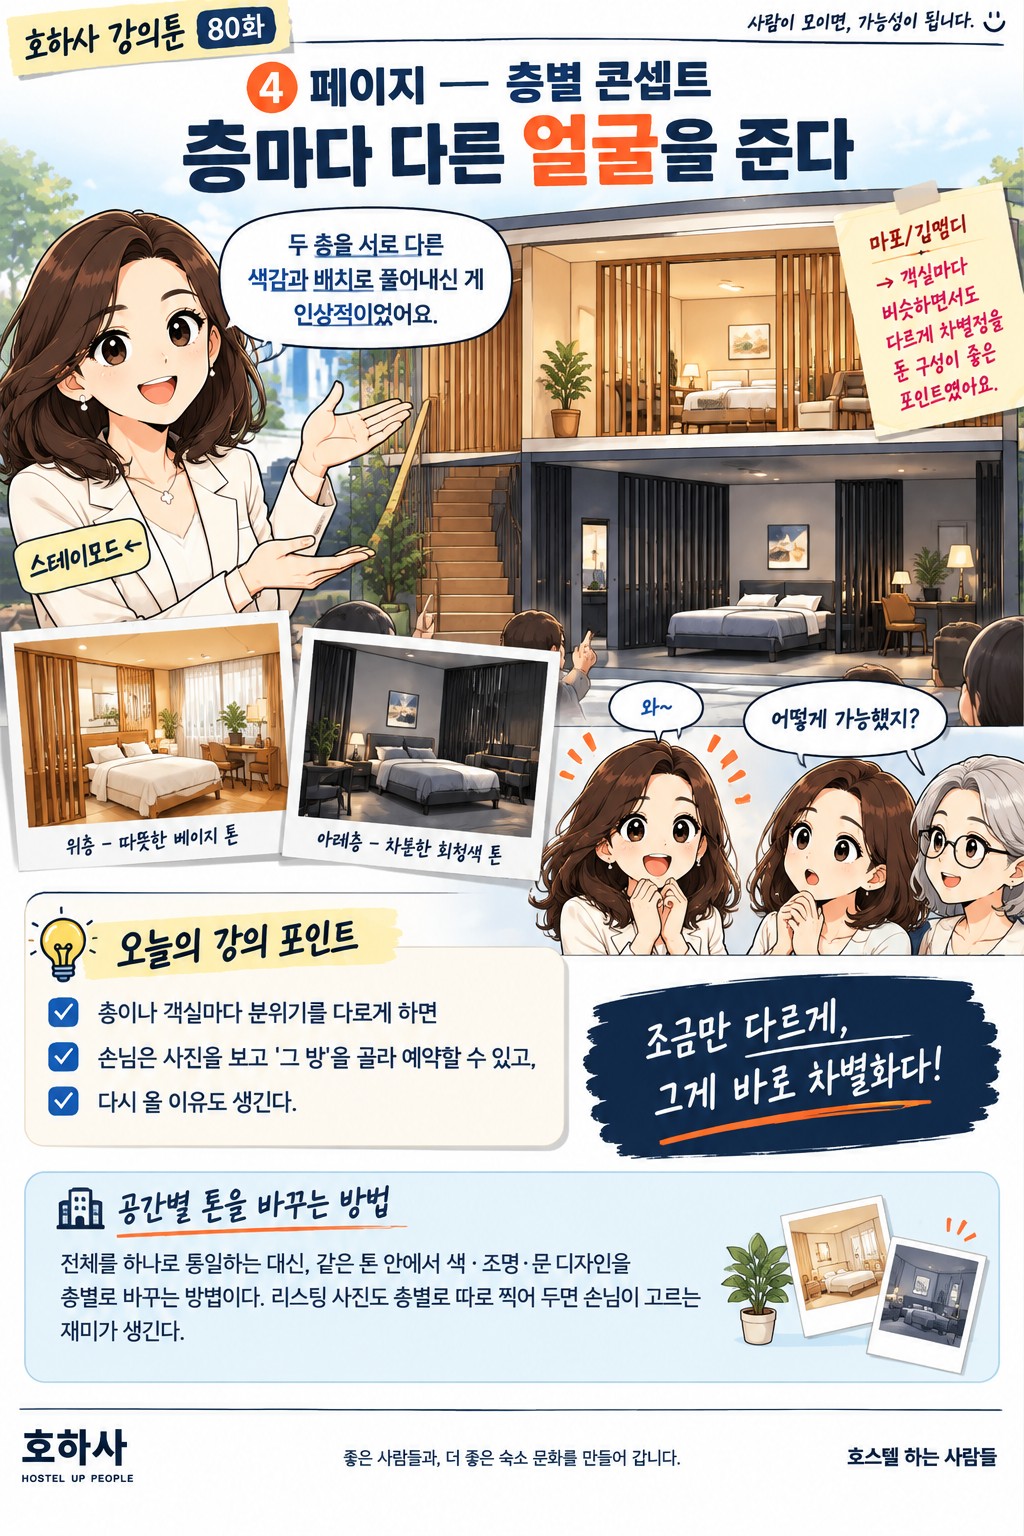 호하사 강의툰 80화
사람이 모이면, 가능성이 됩니다.
4 페이지 — 층별 콘셉트
층마다 다른 얼굴을 준다
두 층을 서로 다른
색감과 배치로 풀어내신 게
인상적이었어요.
마포/김맴디
→ 객실마다
비슷하면서도
다르게 차별점을
둔 구성이 좋은
포인트였아요.
스테이모드←
위층 – 따뜻한 베이지 톤
아레층 – 차분한 회청색 톤
와~
어떻게 가능했지?
오늘의 강의 포인트
층이나 객실마다 분위기를 다로게 하면
손님은 사진을 보고 '그 방'을 골라 예약할 수 있고,
다시 올 이유도 생긴다.
조금만 다르게,
그게 바로 차별화다!
공간별 톤을 바꾸는 방법
전체를 하나로 통일하는 대신, 같은 톤 안에서 색 · 조명 · 문 디자인을
층별로 바꾸는 방법이다. 리스팅 사진도 층별로 따로 찍어 두면 손님이 고르는
재미가 생긴다.
호하사
HOSTEL UP PEOPLE
좋은 사람들과, 더 좋은 숙소 문화를 만들어 갑니다.
호스텔 하는 사람들